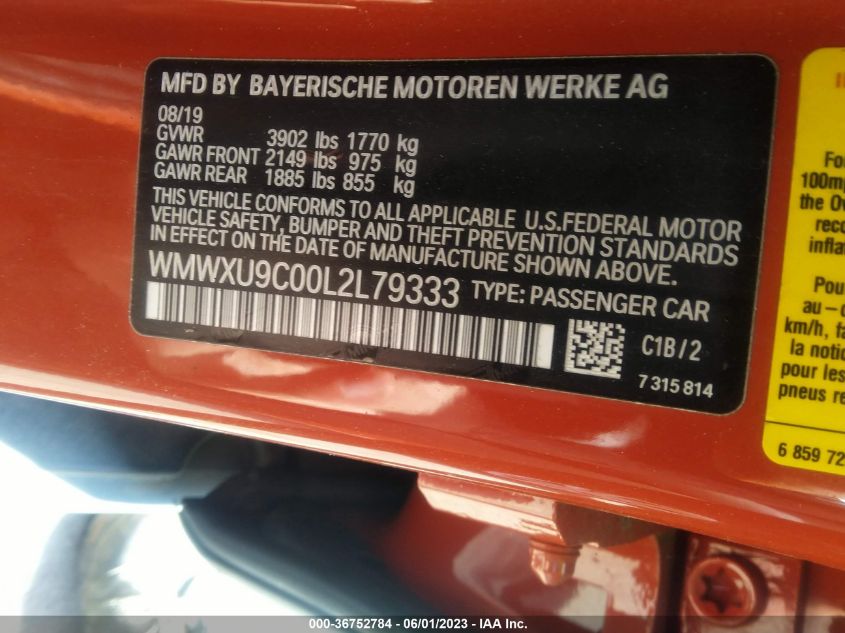 MFD BY BAYERISCHE MOTOREN WERKE AG
08/19
GVWR 3902 lbs 1770 kg
GAWR FRONT 2149 lbs 975 kg
GAWR REAR 1885 lbs 855 kg
THIS VEHICLE CONFORMS TO ALL APPLICABLE U.S.FEDERAL MOTOR
VEHICLE SAFETY, BUMPER AND THEFT PREVENTION STANDARDS
IN EFFECT ON THE DATE OF MANUFACTURE SHOWN ABOVE.
WMWXU9C00L2L79333 TYPE: PASSENGER CAR
C1B/2
7 315 814
Fo
100mp
the Ov
reco
inflat
Pou
au-d
km/h, fa
la notic
pour les
pneus re
6 859 72
000-36752784 - 06/01/2023 - IAA Inc.